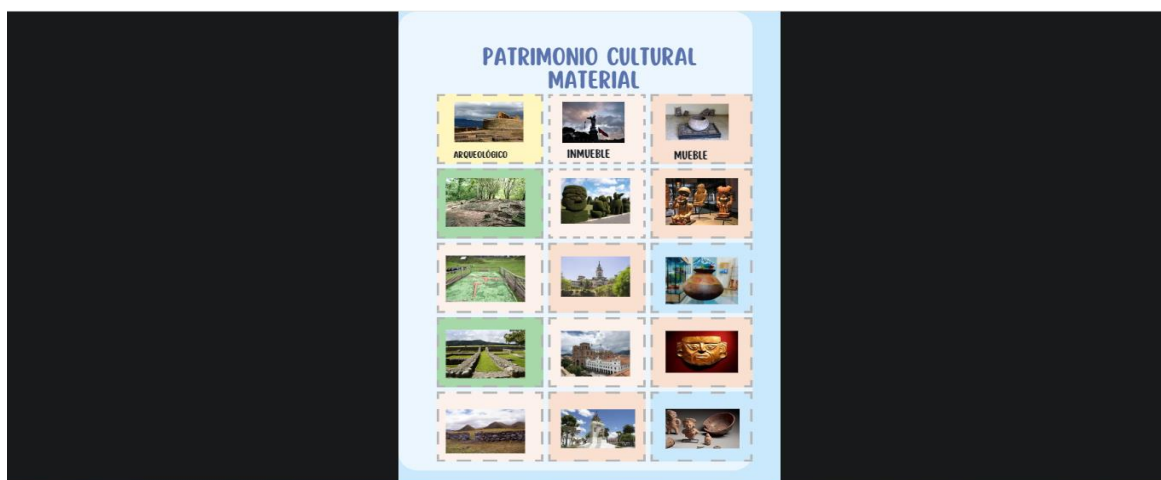 PATRIMONIO CULTURAL
MATERIAL
ARQUEOLÓGICO
INMUEBLE
MUEBLE